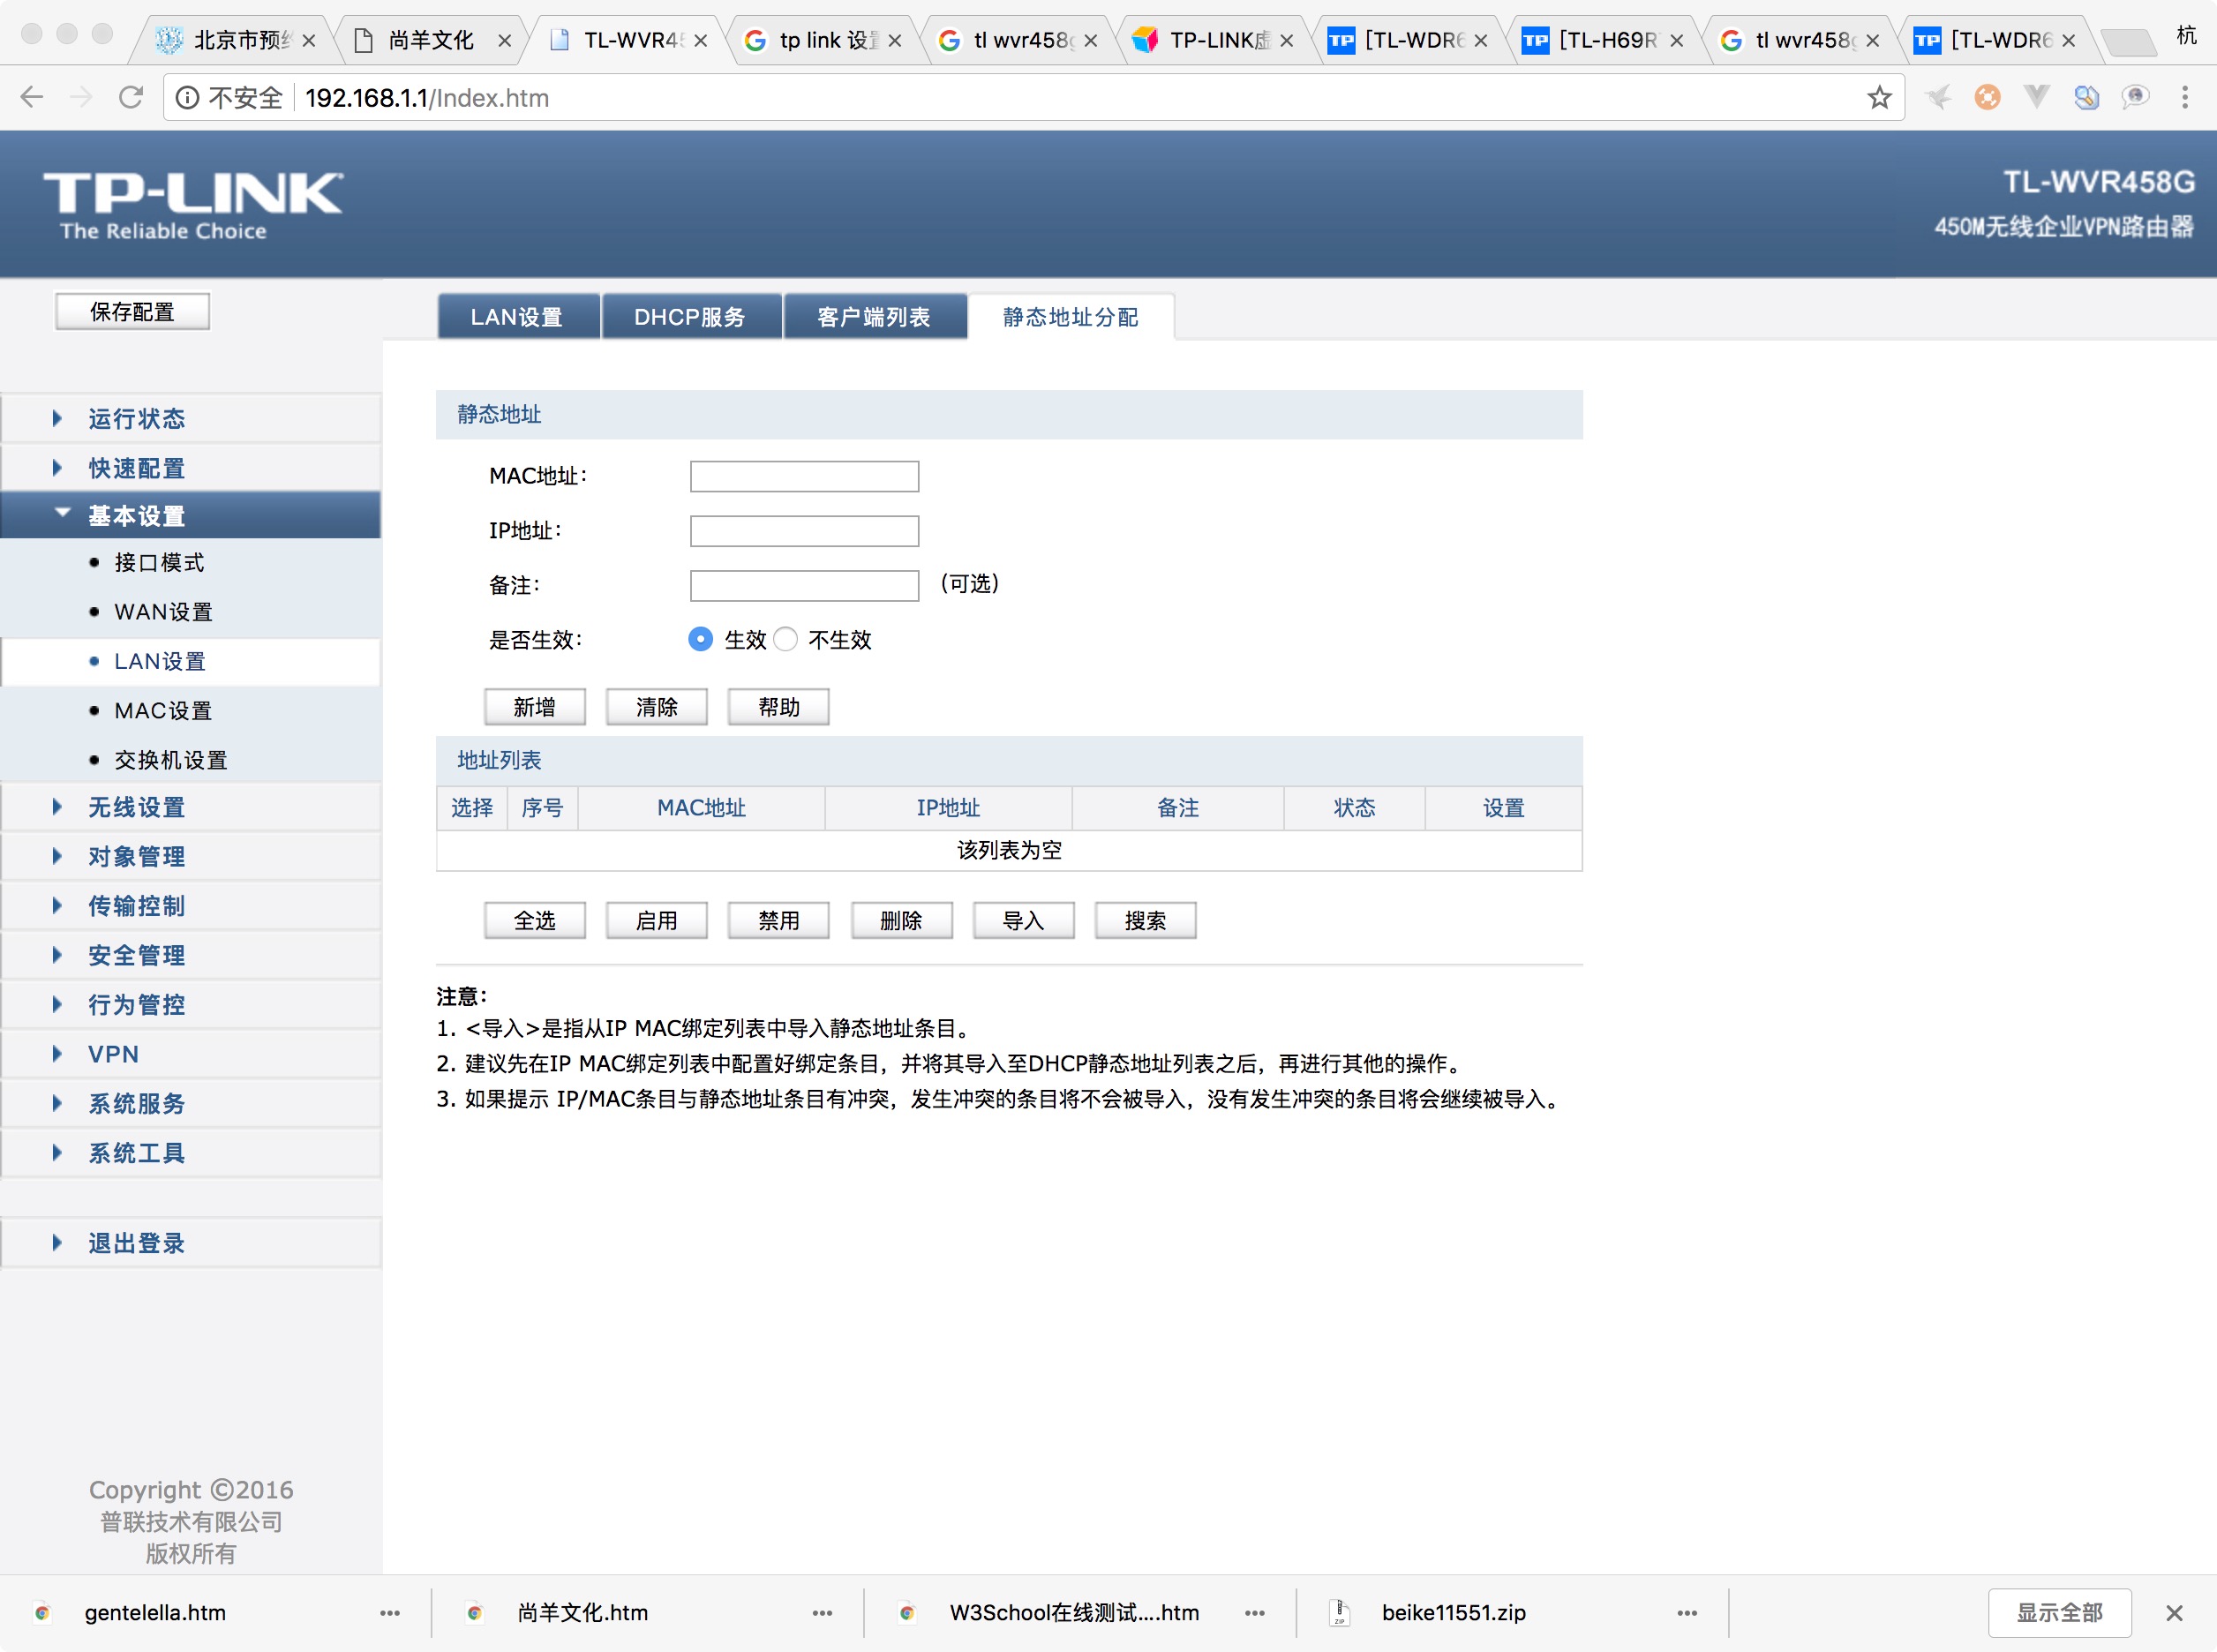 北京市预
尚羊文化
TL-WVR45
tp link 设置
tl wvr458g
TP-LINK虚
[TL-WDR6
[TL-H69R
tl wvr458g
[TL-WDR6
杭
不安全 192.168.1.1/Index.htm
TP-LINK
The Reliable Choice
TL-WVR458G
450M无线企业VPN路由器
保存配置
LAN设置 DHCP服务 客户端列表 静态地址分配
运行状态
快速配置
基本设置
接口模式
WAN设置
LAN设置
MAC设置
交换机设置
无线设置
对象管理
传输控制
安全管理
行为管控
VPN
系统服务
系统工具
退出登录
Copyright ©2016
普联技术有限公司
版权所有
静态地址
MAC地址：
IP地址：
备注： （可选）
是否生效： 生效 不生效
新增 清除 帮助
地址列表
选择 序号 MAC地址 IP地址 备注 状态 设置
该列表为空
全选 启用 禁用 删除 导入 搜索
注意：
1. <导入>是指从IP MAC绑定列表中导入静态地址条目。
2. 建议先在IP MAC绑定列表中配置好绑定条目，并将其导入至DHCP静态地址列表之后，再进行其他的操作。
3. 如果提示 IP/MAC条目与静态地址条目有冲突，发生冲突的条目将不会被导入，没有发生冲突的条目将会继续被导入。
gentelella.htm
尚羊文化.htm
W3School在线测试....htm
beike11551.zip
显示全部